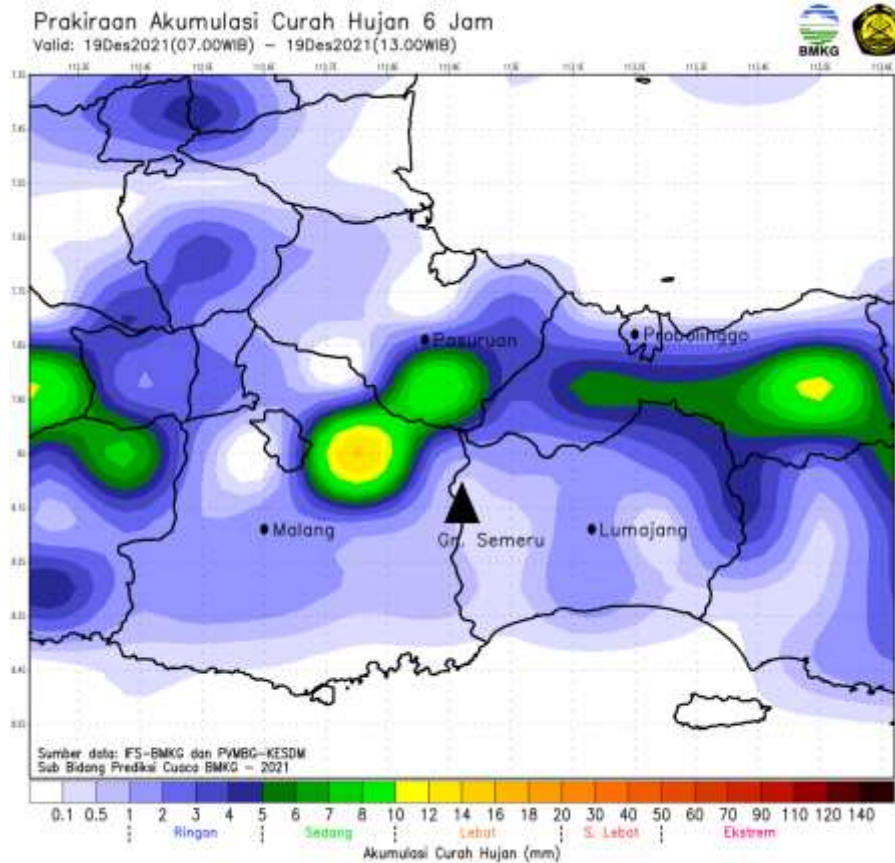 Prakiraan Akumulasi Curah Hujan 6 Jam
Valid: 19Des2021(07.00WIB) – 19Des2021(13.00WIB)
BMKG
Pasuruan
Probolinggo
Malang
Gn. Semeru
Lumajang
Sumber data: IFS-BMKG dan PVMBG-KESDM
Sub Bidang Prediksi Cuaca BMKG – 2021
0.1 0.5 1 2 3 4 5 6 7 8 10 12 14 16 18 20 30 40 50 60 70 80 90 110 120 140
Ringan Sedang Lebat S. Lebat Ekstrem
Akumulasi Curah Hujan (mm)